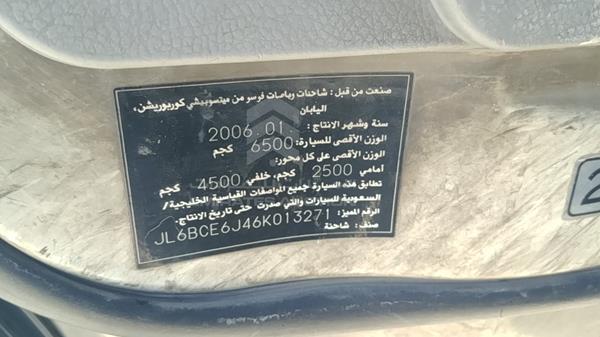 صنعت من قبل : شاحنات وباصات فوسو من ميتسوبيشي كوربوريشن،
اليابان
سنة وشهر الانتاج : 01 . 2006
الوزن الأقصى للسيارة: 6500 كجم
الوزن الأقصى على كل محور:
أمامي 2500 كجم، خلفي 4500 كجم
تطابق هذه السيارة جميع المواصفات القياسية الخليجية/
السعودية للسيارات والتي صدرت حتى تاريخ الانتاج.
الرقم المميز: JL6BCE6J46K013271
صنف: شاحنة
2